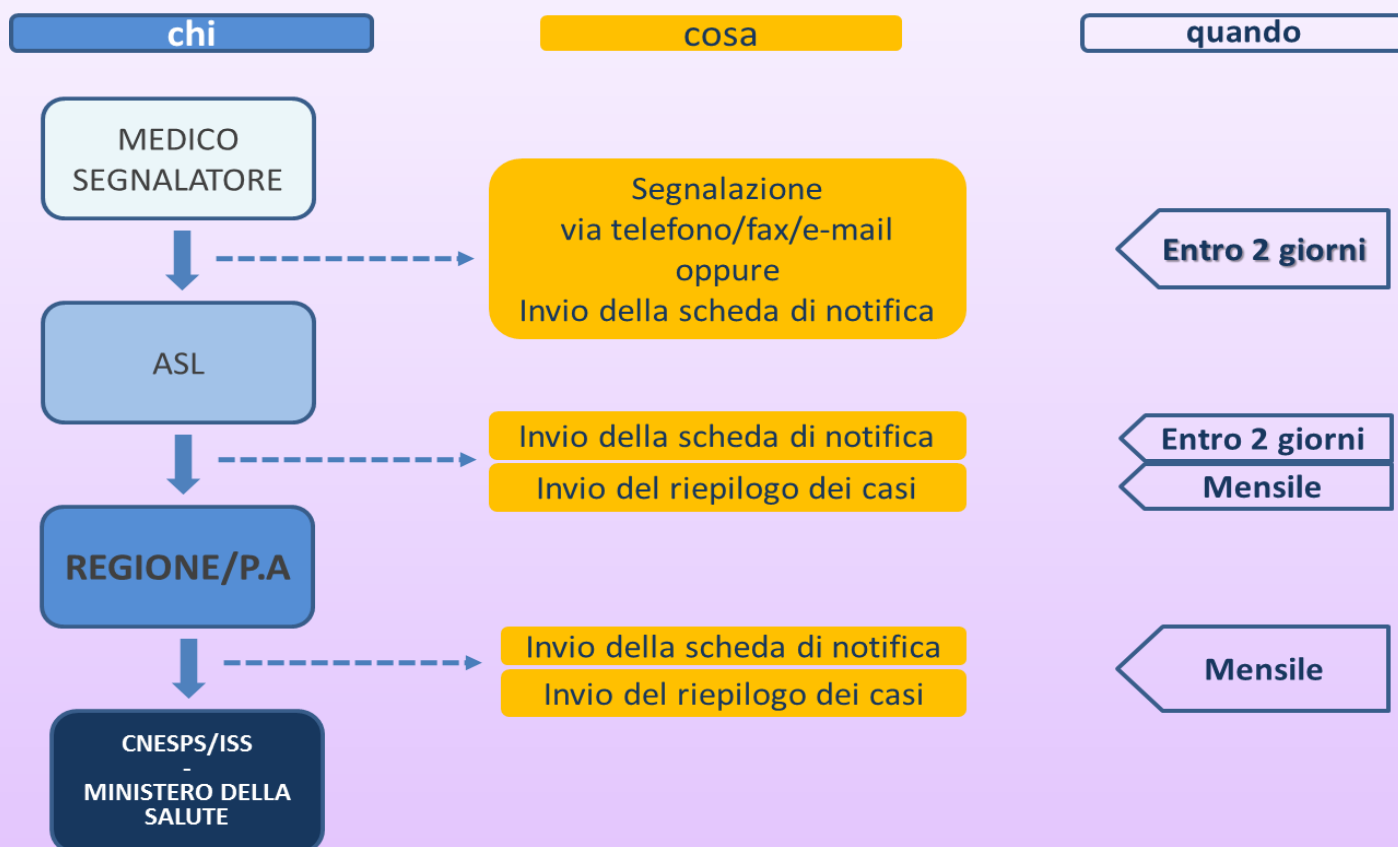 chi
cosa
quando
MEDICO
SEGNALATORE
Segnalazione
via telefono/fax/e-mail
oppure
Invio della scheda di notifica
Entro 2 giorni
ASL
Invio della scheda di notifica
Entro 2 giorni
Invio del riepilogo dei casi
Mensile
REGIONE/P.A
Invio della scheda di notifica
Invio del riepilogo dei casi
Mensile
CNESPS/ISS
-
MINISTERO DELLA
SALUTE